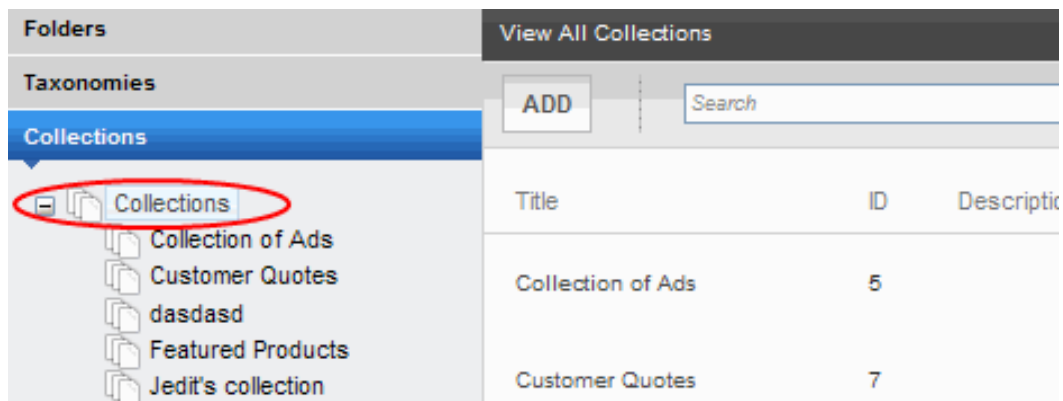 Folders
Taxonomies
Collections
Collections
Collection of Ads
Customer Quotes
dasdasd
Featured Products
Jedit's collection
View All Collections
ADD
Search
Title ID Descriptio
Collection of Ads 5
Customer Quotes 7